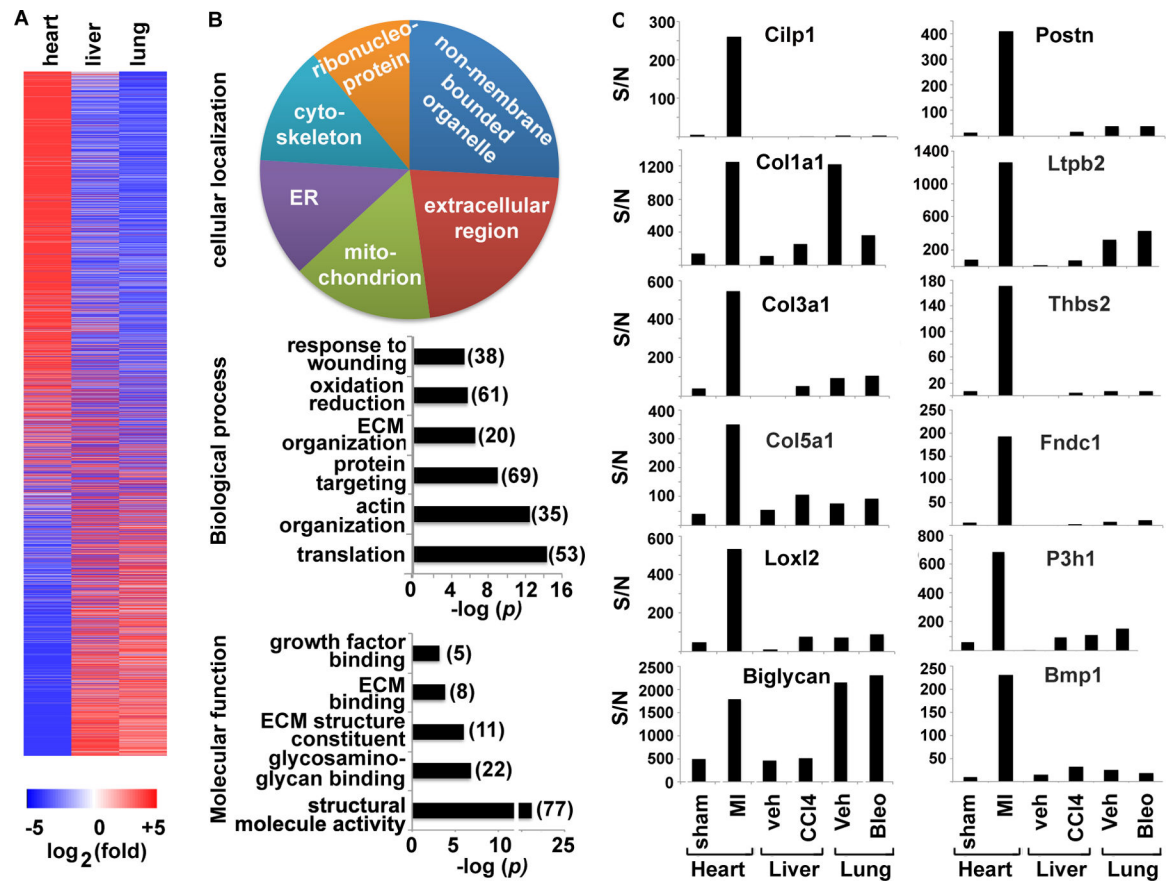 A
heart
liver
lung
-5
0
+5
log2(fold)
B
cellular localization
ribonucleo-
protein
non-membrane
bounded
organelle
cyto-
skeleton
ER
extracellular
region
mito-
chondrion
Biological process
response to
wounding
(38)
oxidation
reduction
(61)
ECM
organization
(20)
protein
targeting
(69)
actin
organization
(35)
translation
(53)
0 4 8 12 16
-log (p)
Molecular function
growth factor
binding
(5)
ECM
binding
(8)
ECM structure
constituent
(11)
glycosamino-
glycan binding
(22)
structural
molecule activity
(77)
0 5 10 25
-log (p)
C
S/N
300
200
100
Cilp1
S/N
1200
900
600
300
Col1a1
S/N
600
400
200
Col3a1
S/N
400
300
200
100
Col5a1
S/N
600
400
200
Loxl2
S/N
2500
2000
1500
1000
500
0
Biglycan
sham
MI
veh
CCl4
Veh
Bleo
Heart
Liver
Lung
400
300
200
100
Postn
1400
1000
600
200
Ltpb2
180
140
100
60
20
Thbs2
250
200
150
100
50
Fndc1
800
600
400
200
P3h1
250
200
150
100
50
Bmp1
sham
MI
veh
CCl4
Veh
Bleo
Heart
Liver
Lung